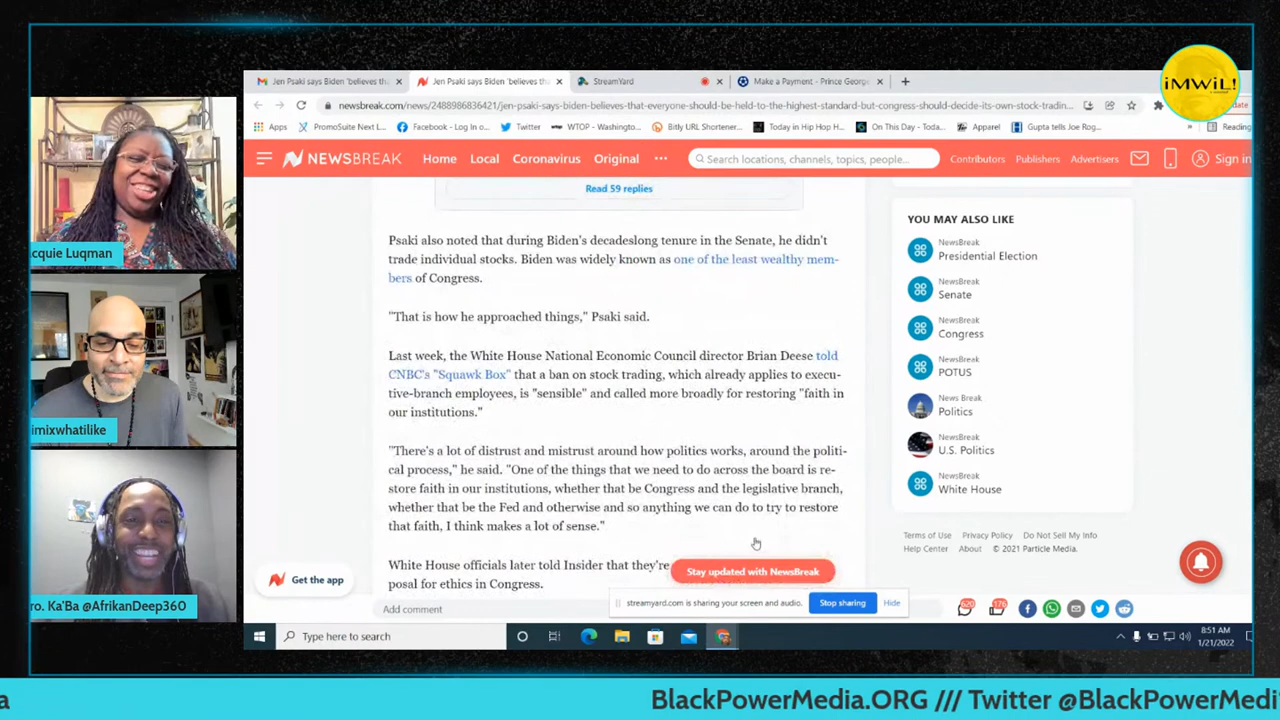 iMWiL!
Jen Psaki says Biden 'believes tha
Jen Psaki says Biden 'believes tha
StreamYard
Make a Payment - Prince George
newsbreak.com/news/2488986836421/jen-psaki-says-biden-believes-that-everyone-should-be-held-to-the-highest-standard-but-congress-should-decide-its-own-stock-tradin...
Apps
PromoSuite Next L...
Facebook - Log In o...
Twitter
WTOP - Washingto...
Bitly URL Shortener...
Today in Hip Hop H...
On This Day - Toda...
Apparel
Gupta tells Joe Rog...
»
Reading
NEWSBREAK
Home
Local
Coronavirus
Original
Search locations, channels, topics, people...
Contributors
Publishers
Advertisers
Sign in
Read 59 replies
Psaki also noted that during Biden's decadeslong tenure in the Senate, he didn't
trade individual stocks. Biden was widely known as one of the least wealthy mem-
bers of Congress.
"That is how he approached things," Psaki said.
Last week, the White House National Economic Council director Brian Deese told
CNBC's "Squawk Box" that a ban on stock trading, which already applies to execu-
tive-branch employees, is "sensible" and called more broadly for restoring "faith in
our institutions."
"There's a lot of distrust and mistrust around how politics works, around the politi-
cal process," he said. "One of the things that we need to do across the board is re-
store faith in our institutions, whether that be Congress and the legislative branch,
whether that be the Fed and otherwise and so anything we can do to try to restore
that faith, I think makes a lot of sense."
White House officials later told Insider that they're
posal for ethics in Congress.
YOU MAY ALSO LIKE
NewsBreak
Presidential Election
NewsBreak
Senate
NewsBreak
Congress
NewsBreak
POTUS
News Break
Politics
NewsBreak
U.S. Politics
NewsBreak
White House
Terms of Use Privacy Policy Do Not Sell My Info
Help Center About © 2021 Particle Media.
Get the app
Stay updated with NewsBreak
Add comment
streamyard.com is sharing your screen and audio.
Stop sharing
Hide
620
176
Type here to search
8:51 AM
1/21/2022
cquie Luqman
imixwhatilike
ro. Ka'Ba @AfrikanDeep360
a
BlackPowerMedia.ORG /// Twitter @BlackPowerMedi